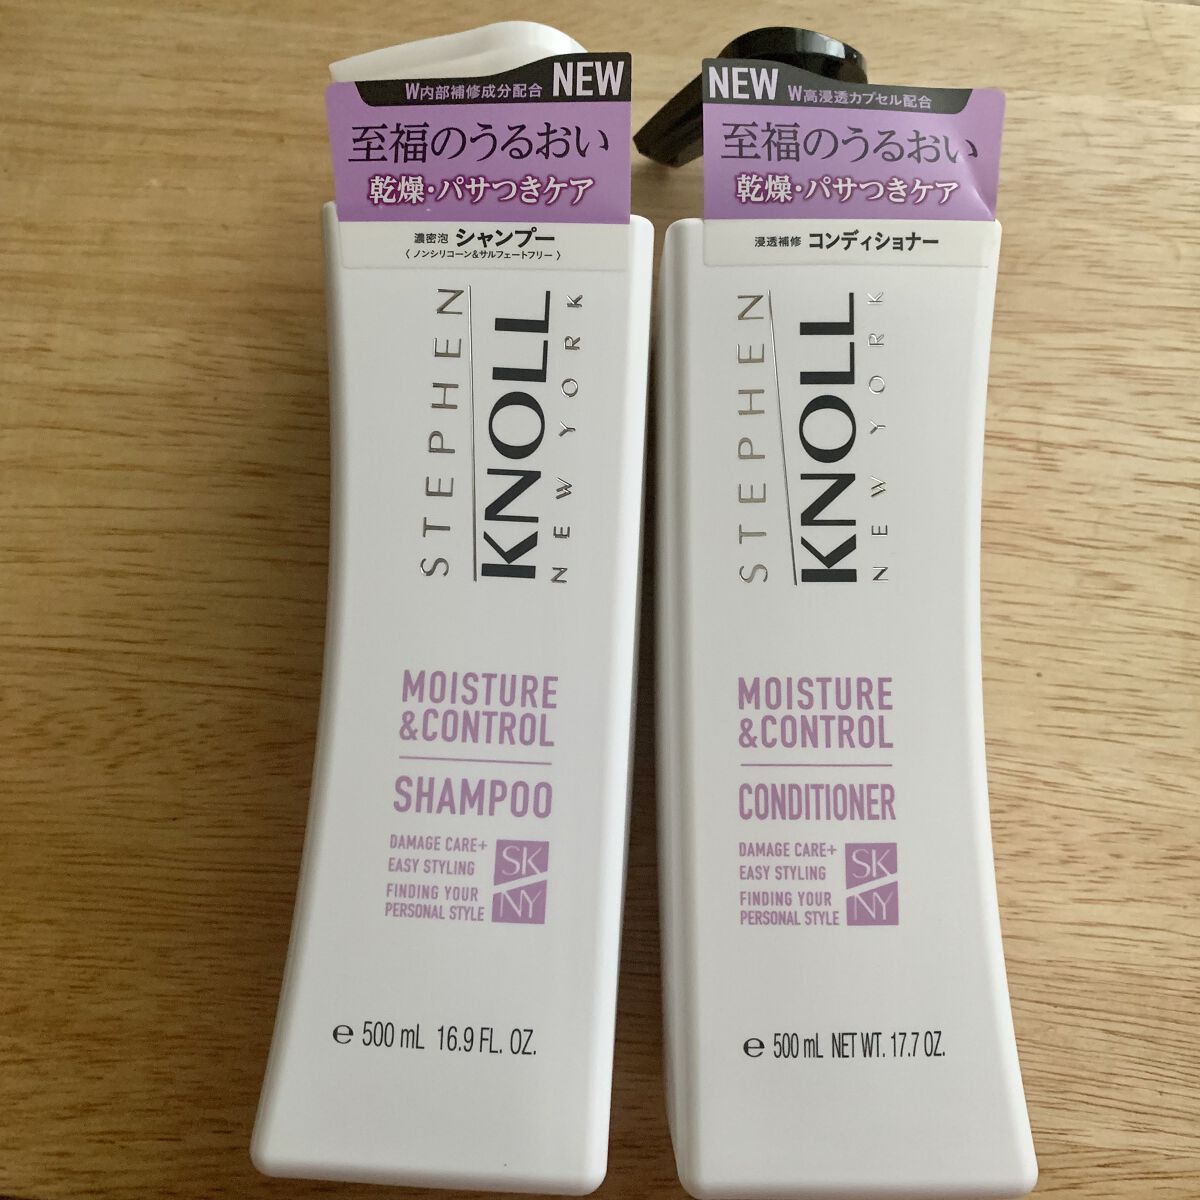 W内部補修成分配合 NEW
至福のうるおい
乾燥・パサつきケア
濃密泡 シャンプー
〈 ノンシリコーン&サルフェートフリー 〉
STEPHEN
KNOLL
NEW YORK
MOISTURE
&CONTROL
SHAMPOO
DAMAGE CARE+
EASY STYLING
FINDING YOUR
PERSONAL STYLE
SK
NY
℮ 500 mL 16.9 FL. OZ.
NEW W高浸透カプセル配合
至福のうるおい
乾燥・パサつきケア
浸透補修 コンディショナー
STEPHEN
KNOLL
NEW YORK
MOISTURE
&CONTROL
CONDITIONER
DAMAGE CARE+
EASY STYLING
FINDING YOUR
PERSONAL STYLE
SK
NY
℮ 500 mL NET WT. 17.7 OZ.